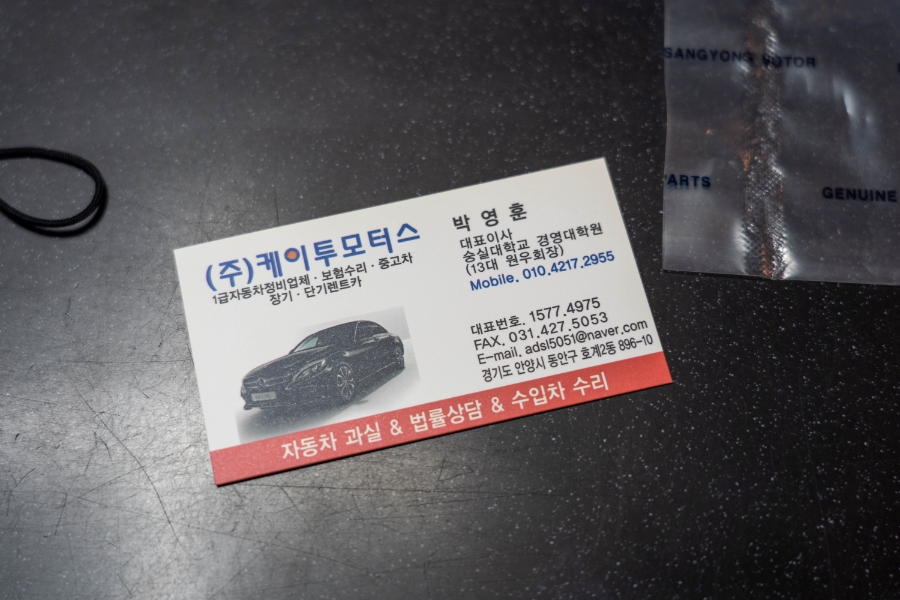 (주)케이투모터스
1급자동차정비업체 · 보험수리 · 중고차
장기 · 단기렌트카
박 영 훈
대표이사
숭실대학교 경영대학원
(13대 원우회장)
Mobile. 010.4217.2955
대표번호. 1577.4975
FAX. 031.427.5053
E-mail. adsl5051@naver.com
경기도 안양시 동안구 호계2동 896-10
자동차 과실 & 법률상담 & 수입차 수리
SANGYONG MOTOR
PARTS
GENUINE